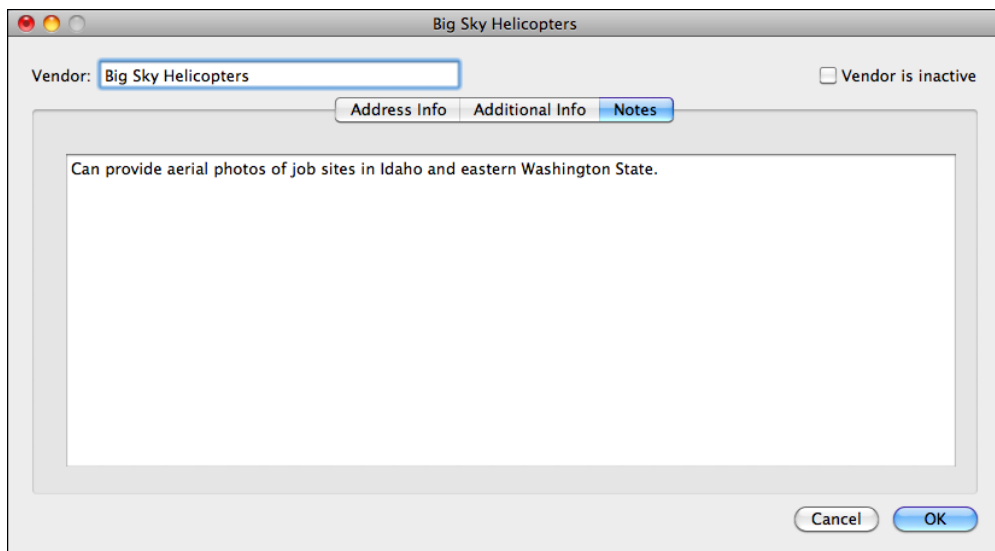 Big Sky Helicopters
Vendor: Big Sky Helicopters
Vendor is inactive
Address Info Additional Info Notes
Can provide aerial photos of job sites in Idaho and eastern Washington State.
Cancel OK